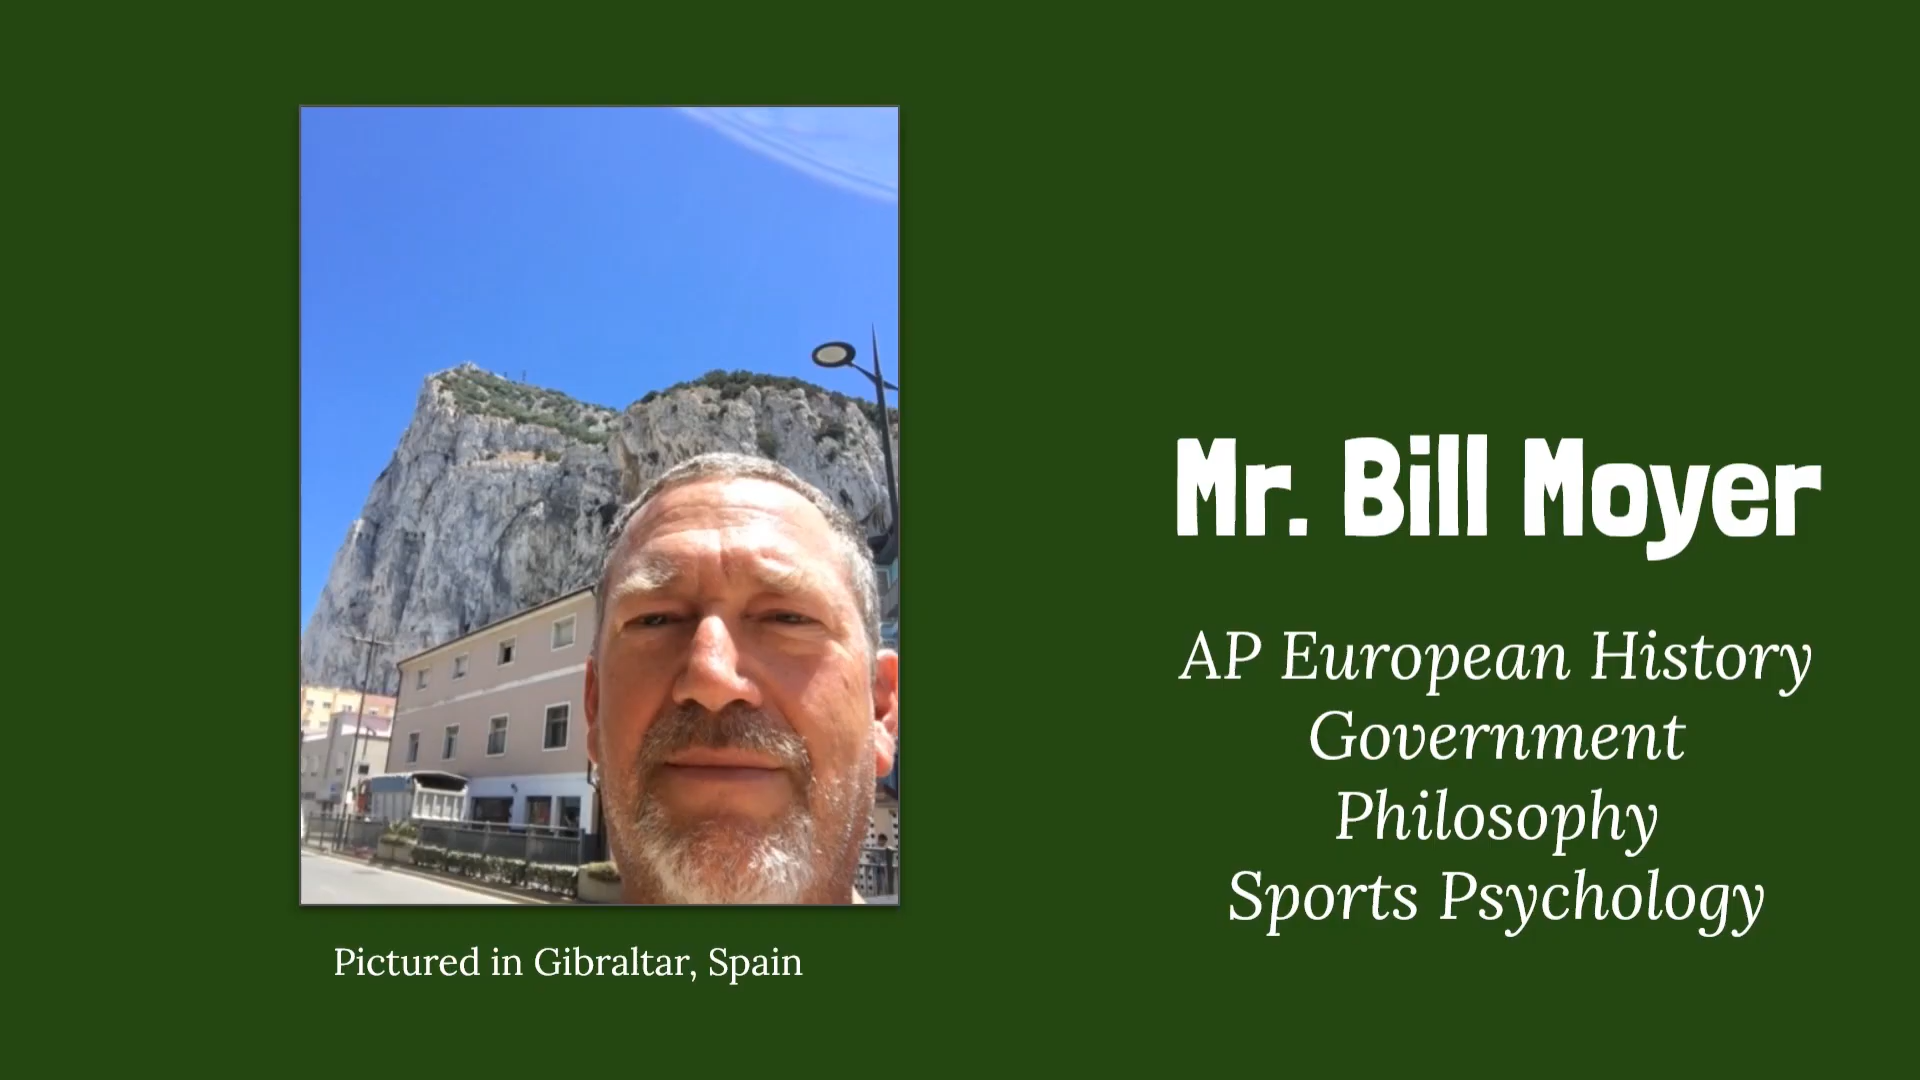 Mr. Bill Moyer
AP European History
Government
Philosophy
Sports Psychology
Pictured in Gibraltar, Spain